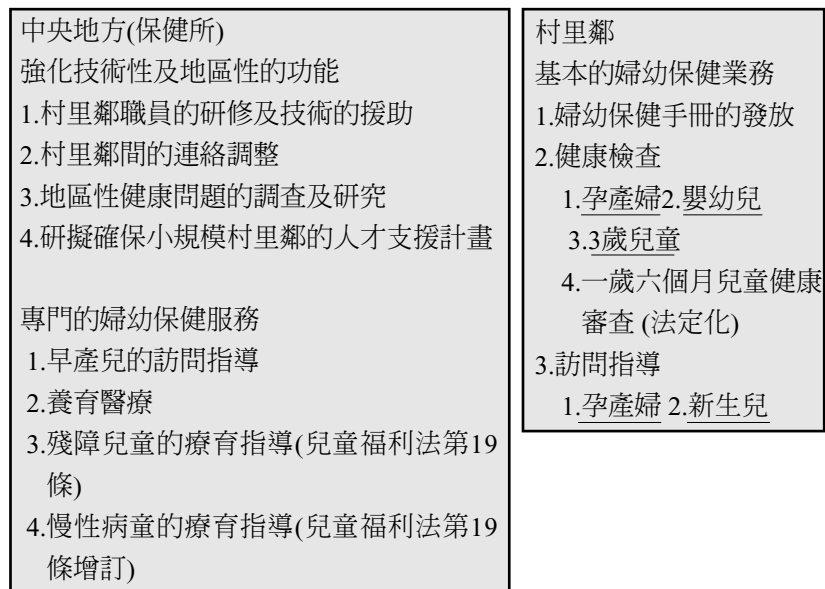 中央地方(保健所)
強化技術性及地區性的功能
1.村里鄰職員的研修及技術的援助
2.村里鄰間的連絡調整
3.地區性健康問題的調查及研究
4.研擬確保小規模村里鄰的人才支援計畫
專門的婦幼保健服務
1.早產兒的訪問指導
2.養育醫療
3.殘障兒童的療育指導(兒童福利法第19
條)
4.慢性病童的療育指導(兒童福利法第19
條增訂)
村里鄰
基本的婦幼保健業務
1.婦幼保健手冊的發放
2.健康檢查
1.孕產婦2.嬰幼兒
3.3歲兒童
4.一歲六個月兒童健康
審查 (法定化)
3.訪問指導
1.孕產婦 2.新生兒